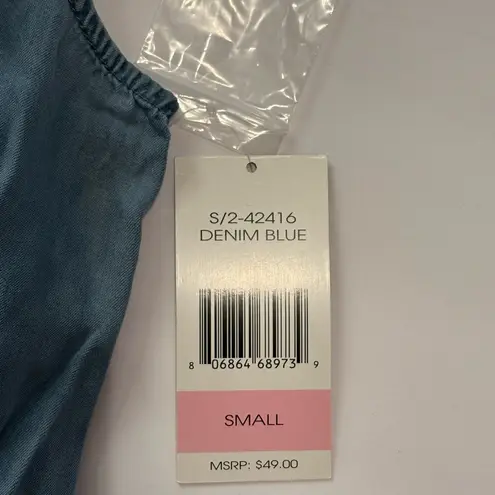 S/2-42416
DENIM BLUE
8 06864 68973 9
SMALL
MSRP: $49.00